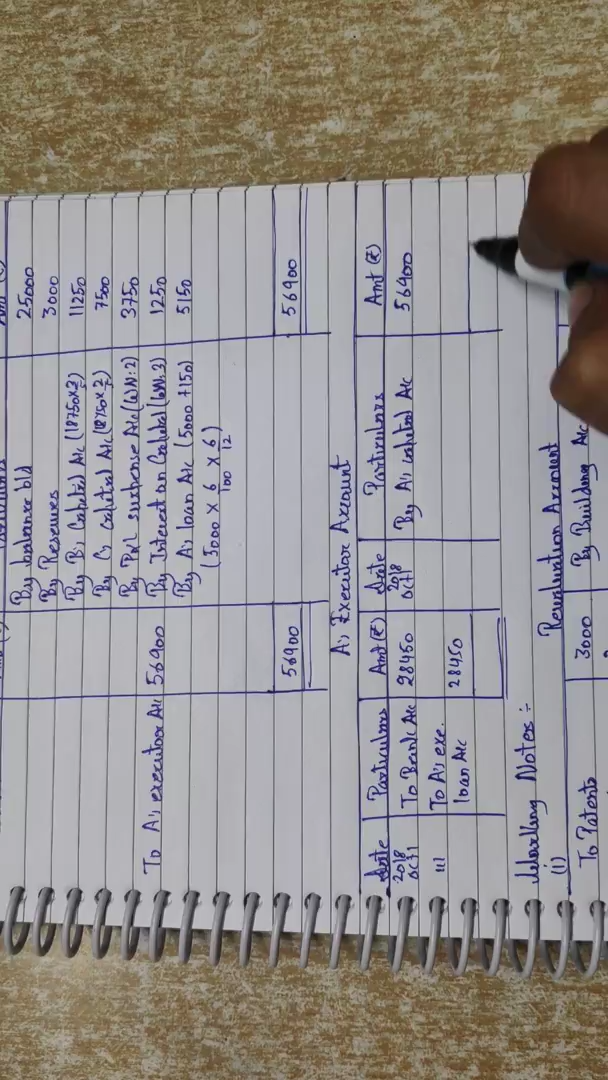 Amt (₹)
By balance b/d 25000
By Reserves 3000
By B's Capital A/c (18750×3/5) 11250
By C's Capital A/c (18750×2/5) 7500
By P&L suspense A/c (WN:2) 3750
To A's executor A/c 56900 By Interest on Capital (WN:3) 1250
By A's loan A/c (5000+150) 5150
(5000 × 6/100 × 6/12)
56900 56900
A's Executor Account
Date Particulars Amt(₹) Date Particulars Amt(₹)
2018 2018
Oct 1 To Bank A/c 28450 Oct 1 By A's capital A/c 56900
" To A's exe.
loan A/c 28450
Working Notes :-
(i) Revaluation Account
To Patents 3000 By Building A/c